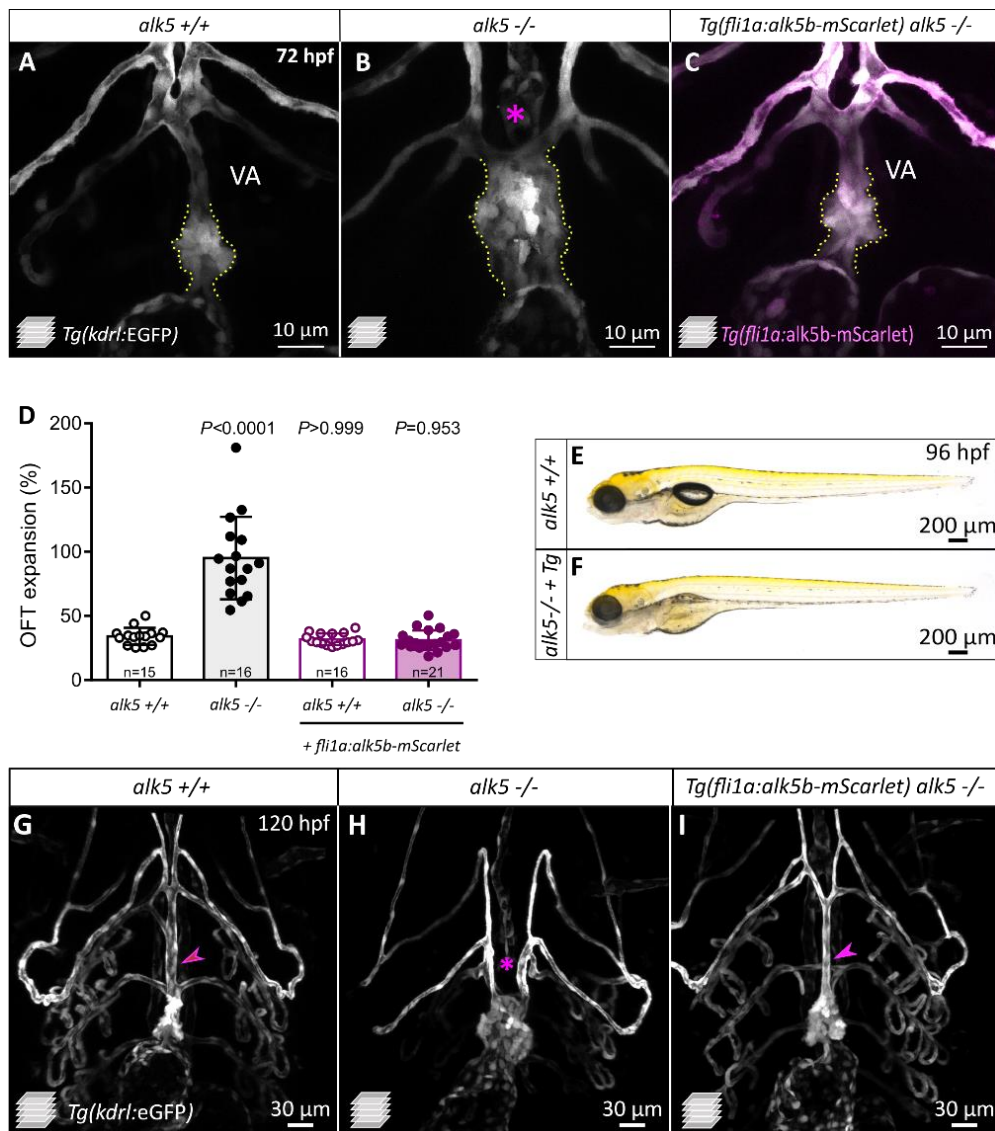 alk5 +/+
alk5 -/-
Tg(fli1a:alk5b-mScarlet) alk5 -/-
A
72 hpf
B
*
C
VA
VA
Tg(kdrl:EGFP)
10 µm
10 µm
Tg(fli1a:alk5b-mScarlet)
10 µm
D
200
150
100
50
0
OFT expansion (%)
P<0.0001
P>0.999
P=0.953
n=15
n=16
n=16
n=21
alk5 +/+
alk5 -/-
alk5 +/+
alk5 -/-
+ fli1a:alk5b-mScarlet
alk5 +/+
E
96 hpf
200 µm
alk5-/- + Tg
F
200 µm
alk5 +/+
alk5 -/-
Tg(fli1a:alk5b-mScarlet) alk5 -/-
G
120 hpf
H
*
I
Tg(kdrl:eGFP)
30 µm
30 µm
30 µm